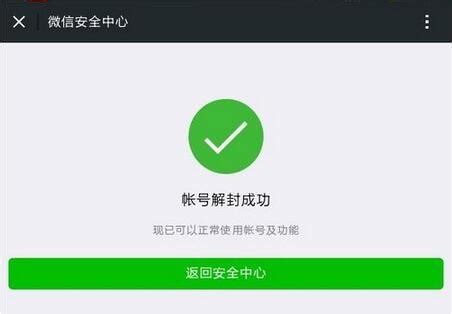 微信安全中心
帐号解封成功
现已可以正常使用帐号及功能
返回安全中心